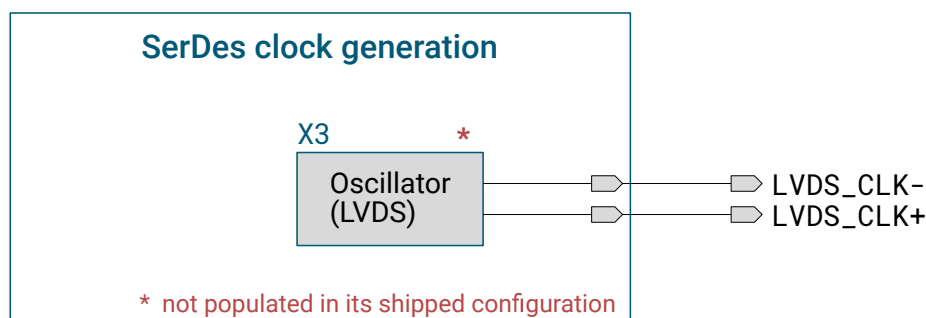 SerDes clock generation
X3 *
Oscillator
(LVDS)
LVDS_CLK-
LVDS_CLK+
* not populated in its shipped configuration